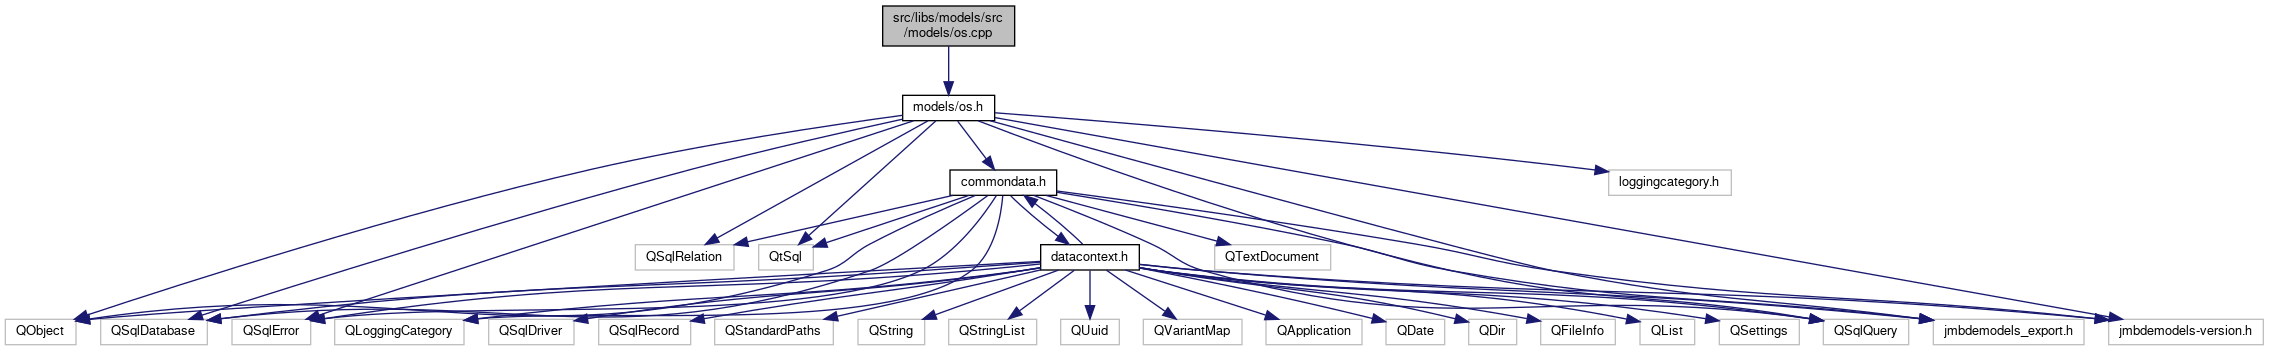 src/libs/models/src
/models/os.cpp
models/os.h
commondata.h
loggingcategory.h
QSqlRelation
QtSql
datacontext.h
QTextDocument
QObject
QSqlDatabase
QSqlError
QLoggingCategory
QSqlDriver
QSqlRecord
QStandardPaths
QString
QStringList
QUuid
QVariantMap
QApplication
QDate
QDir
QFileInfo
QList
QSettings
QSqlQuery
jmbdemodels_export.h
jmbdemodels-version.h